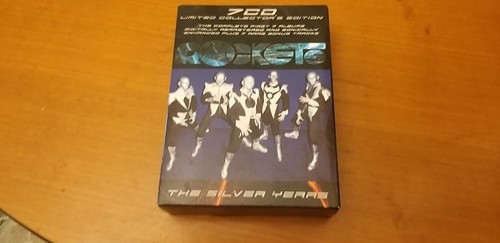 7CD
LIMITED COLLECTOR'S EDITION
THE COMPLETE FIRST 7 ALBUMS
DIGITALLY REMASTERED AND SONICALLY
ENHANCED PLUS 7 RARE BONUS TRACKS
ROCKETS
THE SILVER YEARS